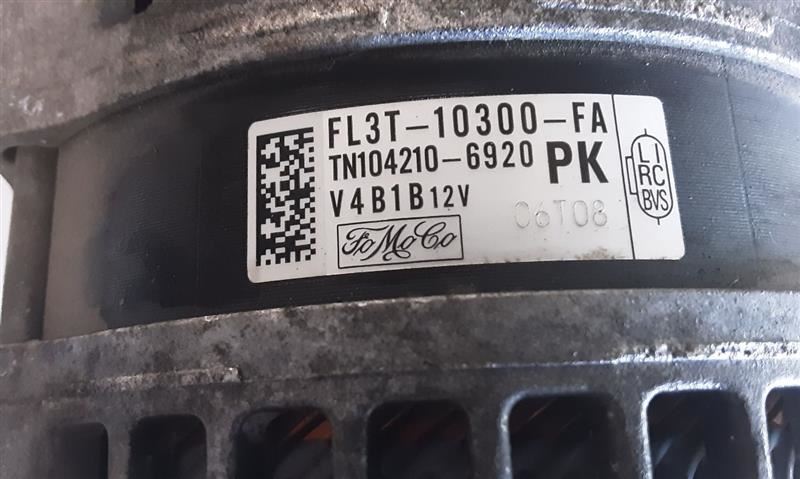 FL3T-10300-FA
TN104210-6920 PK
V4B1B12V 06T08
FoMoCo
LI
RC
BVS